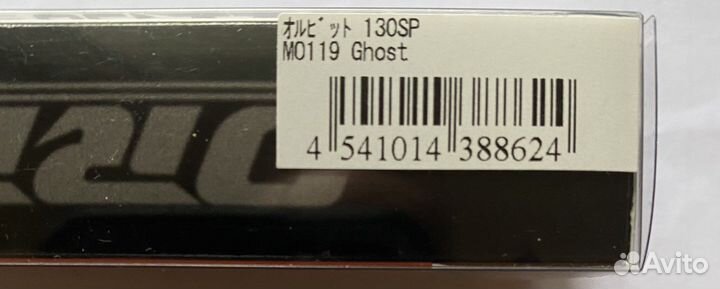 ｵﾙﾋﾞｯﾄ 130SP
M0119 Ghost
4 541014 388624
Avito